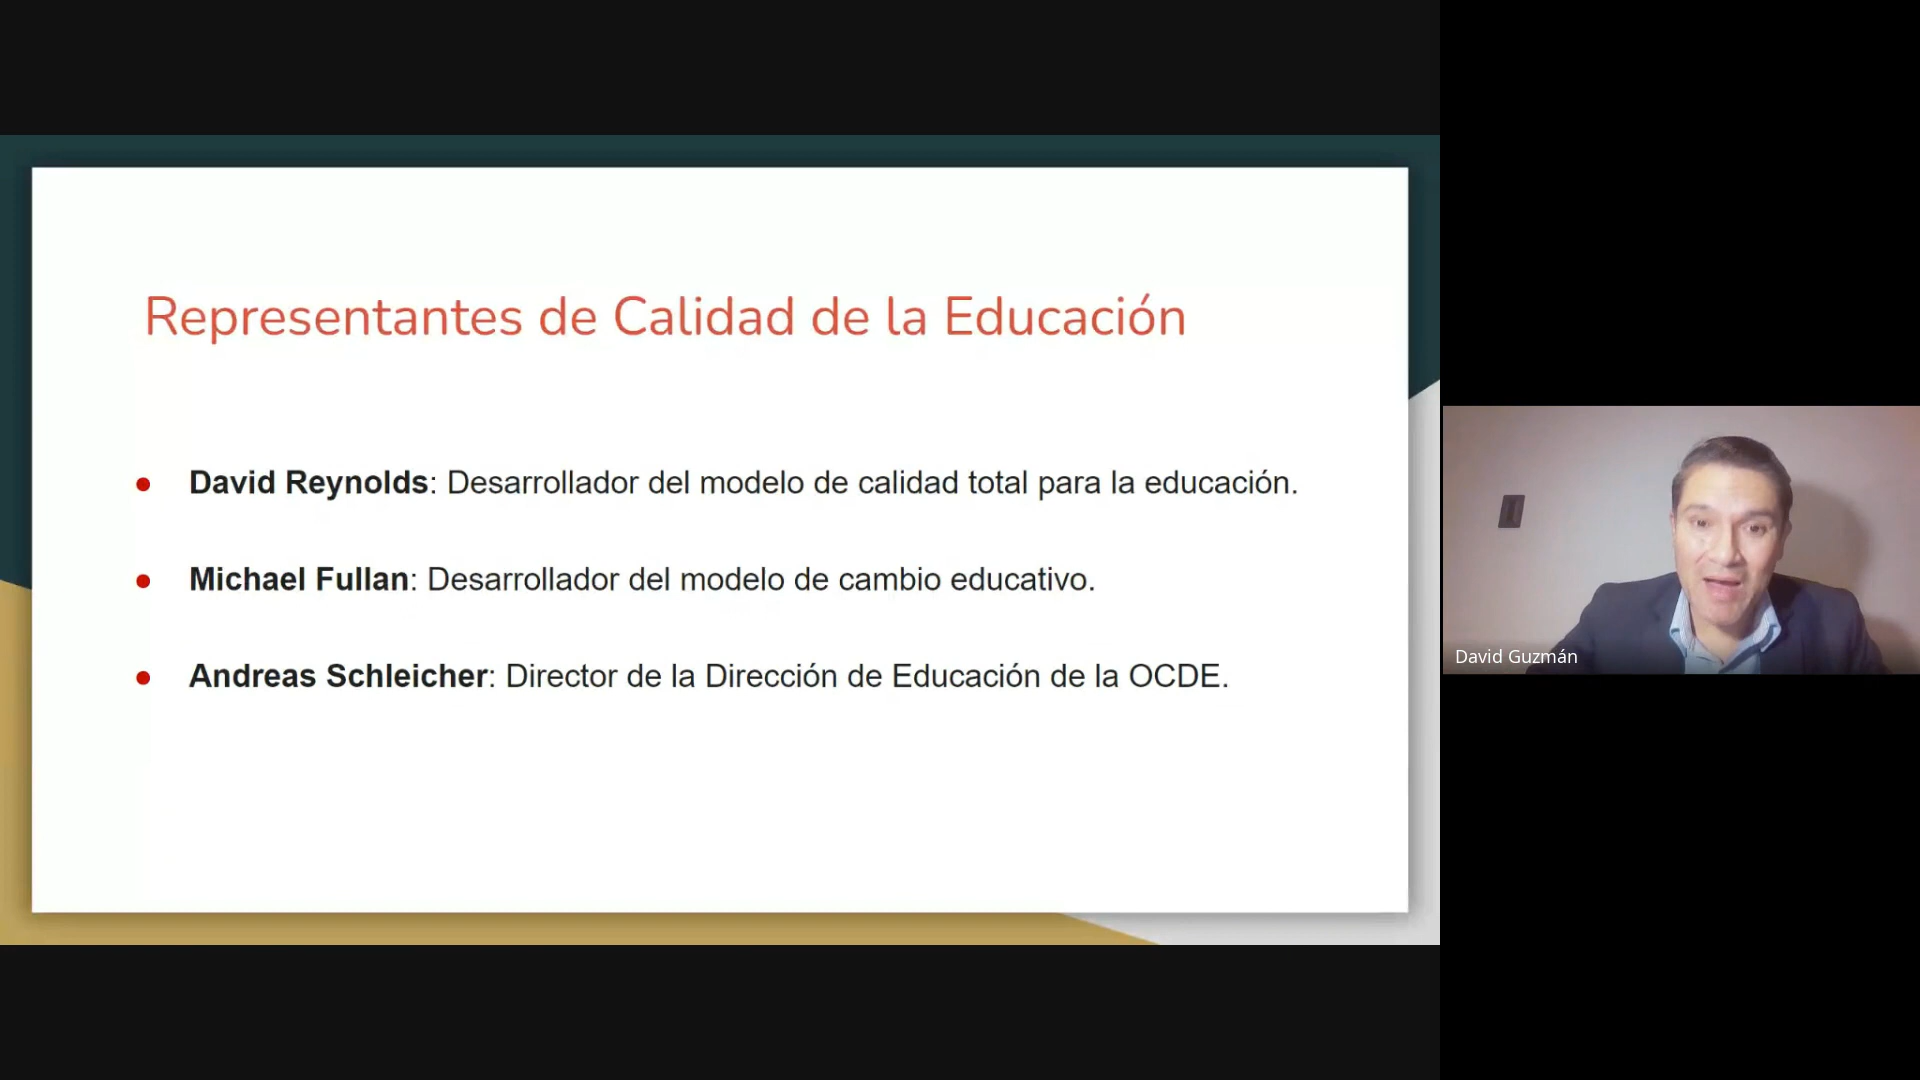 Representantes de Calidad de la Educación
● David Reynolds: Desarrollador del modelo de calidad total para la educación.
● Michael Fullan: Desarrollador del modelo de cambio educativo.
● Andreas Schleicher: Director de la Dirección de Educación de la OCDE.
David Guzmán